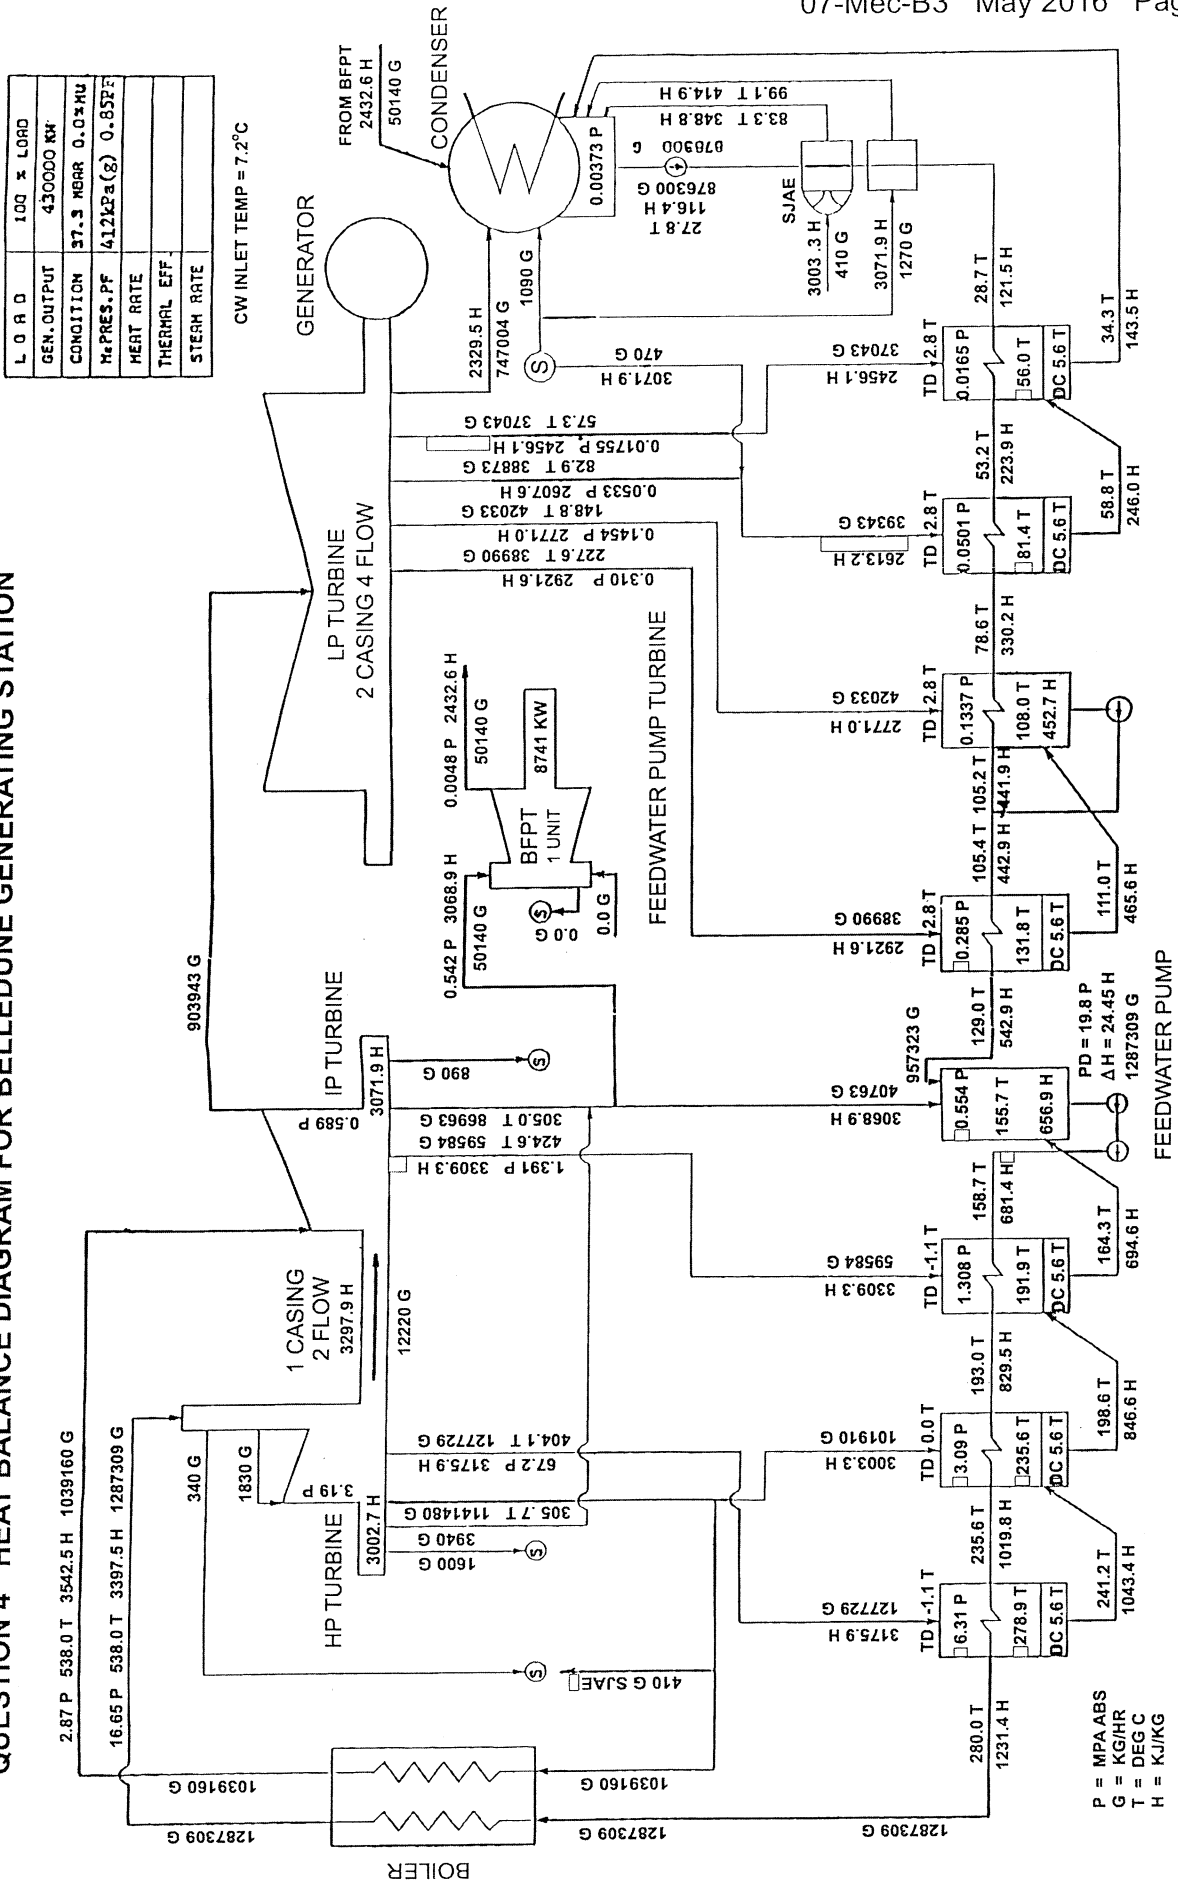 07-Mec-B3 May 2016
QUESTION 4 HEAT BALANCE DIAGRAM FOR BELLEDUNE GENERATING STATION
LOAD 100 % LOAD
GEN.OUTPUT 430000 KW
CONDITION 37.3 MBAR 0.0%MU
H2PRES.PF 412kPa(g) 0.85PF
HEAT RATE
THERMAL EFF.
STEAM RATE
CW INLET TEMP = 7.2°C
FROM BFPT
2432.6 H
50140 G
CONDENSER
0.00373 P
GENERATOR
2329.5 H
747004 G
1090 G
S
470 G
3071.9 H
876300 G
876300 G
116.4 H
27.8 T
99.1 T 414.9 H
83.3 T 348.8 H
SJAE
3003.3 H
410 G
3071.9 H
1270 G
28.7 T
121.5 H
34.3 T
143.5 H
LP TURBINE
2 CASING 4 FLOW
57.3 T 37043 G
0.01755 P 2456.1 H
82.9 T 38873 G
0.0533 P 2607.6 H
148.8 T 42033 G
0.1454 P 2771.0 H
227.6 T 38990 G
0.310 P 2921.6 H
37043 G
2456.1 H
TD 2.8 T
0.0165 P
56.0 T
DC 5.6 T
53.2 T
223.9 H
58.8 T
246.0 H
39343 G
2613.2 H
TD 2.8 T
0.0501 P
81.4 T
DC 5.6 T
78.6 T
330.2 H
42033 G
2771.0 H
TD 2.8 T
0.1337 P
108.0 T
452.7 H
105.2 T
441.9 H
105.4 T
442.9 H
111.0 T
465.6 H
38990 G
2921.6 H
TD 2.8 T
0.285 P
131.8 T
DC 5.6 T
129.0 T
542.9 H
957323 G
903943 G
0.0048 P 2432.6 H
50140 G
8741 KW
BFPT
1 UNIT
0.542 P 3068.9 H
50140 G
S
0.0 G
0.0 G
FEEDWATER PUMP TURBINE
IP TURBINE
0.589 P
3071.9 H
890 G
S
305.0 T 86963 G
424.6 T 59584 G
1.391 P 3309.3 H
40763 G
3068.9 H
0.554 P
155.7 T
656.9 H
PD = 19.8 P
ΔH = 24.45 H
1287309 G
FEEDWATER PUMP
158.7 T
681.4 H
164.3 T
694.6 H
59584 G
3309.3 H
TD -1.1 T
1.308 P
191.9 T
DC 5.6 T
193.0 T
829.5 H
198.6 T
846.6 H
1 CASING
2 FLOW
3297.9 H
12220 G
2.87 P 538.0 T 3542.5 H 1039160 G
16.65 P 538.0 T 3397.5 H 1287309 G
340 G
1830 G
3.19 P
HP TURBINE
3002.7 H
404.1 T 127729 G
67.2 P 3175.9 H
305.7 T 1141480 G
3940 G
1600 G
S
101910 G
3003.3 H
TD 0.0 T
3.09 P
235.6 T
DC 5.6 T
235.6 T
1019.8 H
241.2 T
1043.4 H
127729 G
3175.9 H
TD -1.1 T
6.31 P
278.9 T
DC 5.6 T
280.0 T
1231.4 H
S
410 G SJAE
1039160 G
1287309 G
1039160 G
1287309 G
1287309 G
BOILER
P = MPA ABS
G = KG/HR
T = DEG C
H = KJ/KG